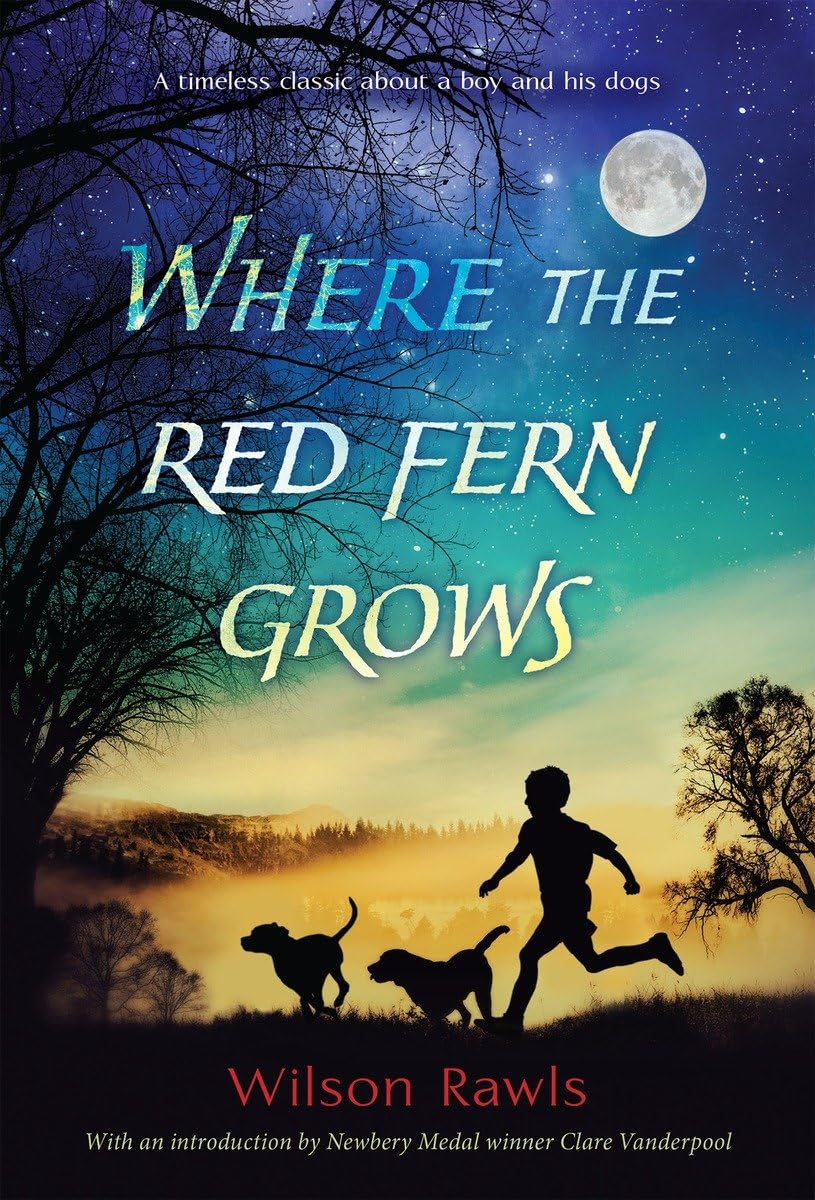 A timeless classic about a boy and his dogs
WHERE THE
RED FERN
GROWS
Wilson Rawls
With an introduction by Newbery Medal winner Clare Vanderpool